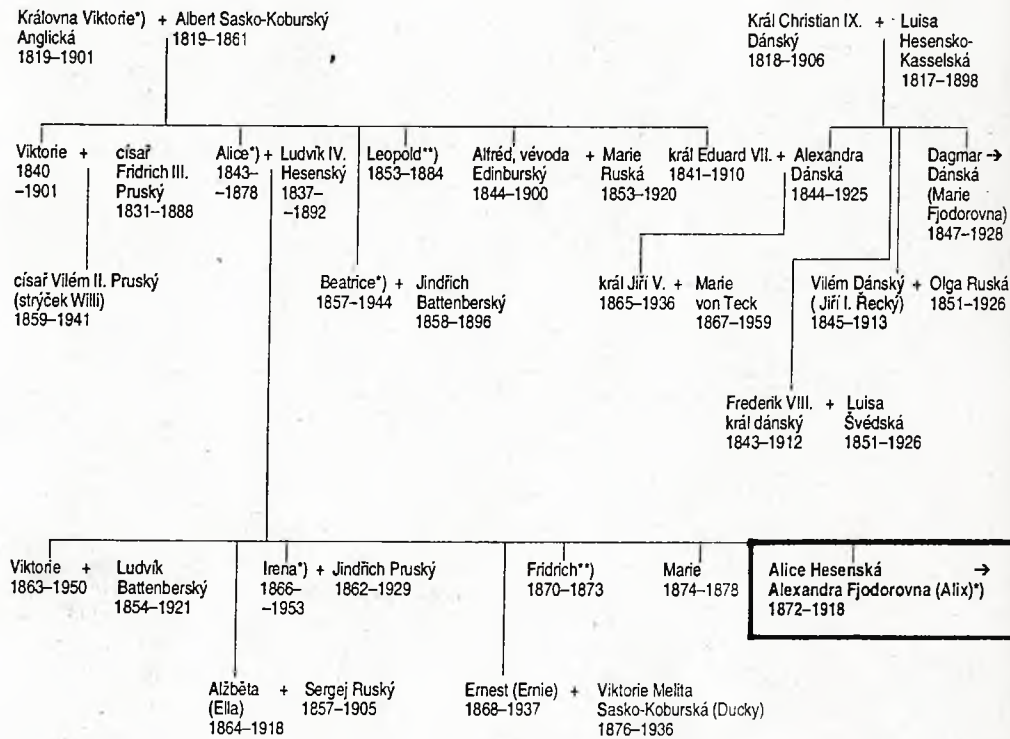 Královna Viktorie*) + Albert Sasko-Koburský
Anglická 1819–1861
1819–1901
Král Christian IX. + Luisa
Dánský Hesensko-
1818–1906 Kasselská
1817–1898
Viktorie + císař
1840 Fridrich III.
-1901 Pruský
1831–1888
Alice*) + Ludvík IV.
1843– Hesenský
-1878 1837-
-1892
Leopold**)
1853–1884
Alfréd, vévoda + Marie
Edinburský Ruská
1844–1900 1853–1920
král Eduard VII. + Alexandra
1841–1910 Dánská
1844–1925
Dagmar →
Dánská
(Marie
Fjodorovna)
1847–1928
císař Vilém II. Pruský
(strýček Willi)
1859–1941
Beatrice*) + Jindřich
1857–1944 Battenberský
1858–1896
král Jiří V. + Marie
1865–1936 von Teck
1867–1959
Vilém Dánský + Olga Ruská
(Jiří I. Řecký) 1851–1926
1845–1913
Frederik VIII. + Luisa
král dánský Švédská
1843–1912 1851–1926
Viktorie + Ludvík
1863–1950 Battenberský
1854–1921
Irena*) + Jindřich Pruský
1866– 1862–1929
-1953
Fridrich**)
1870–1873
Marie
1874–1878
Alice Hesenská →
Alexandra Fjodorovna (Alix)*)
1872–1918
Alžběta + Sergej Ruský
(Ella) 1857–1905
1864–1918
Ernest (Ernie) + Viktorie Melita
1868–1937 Sasko-Koburská (Ducky)
1876–1936